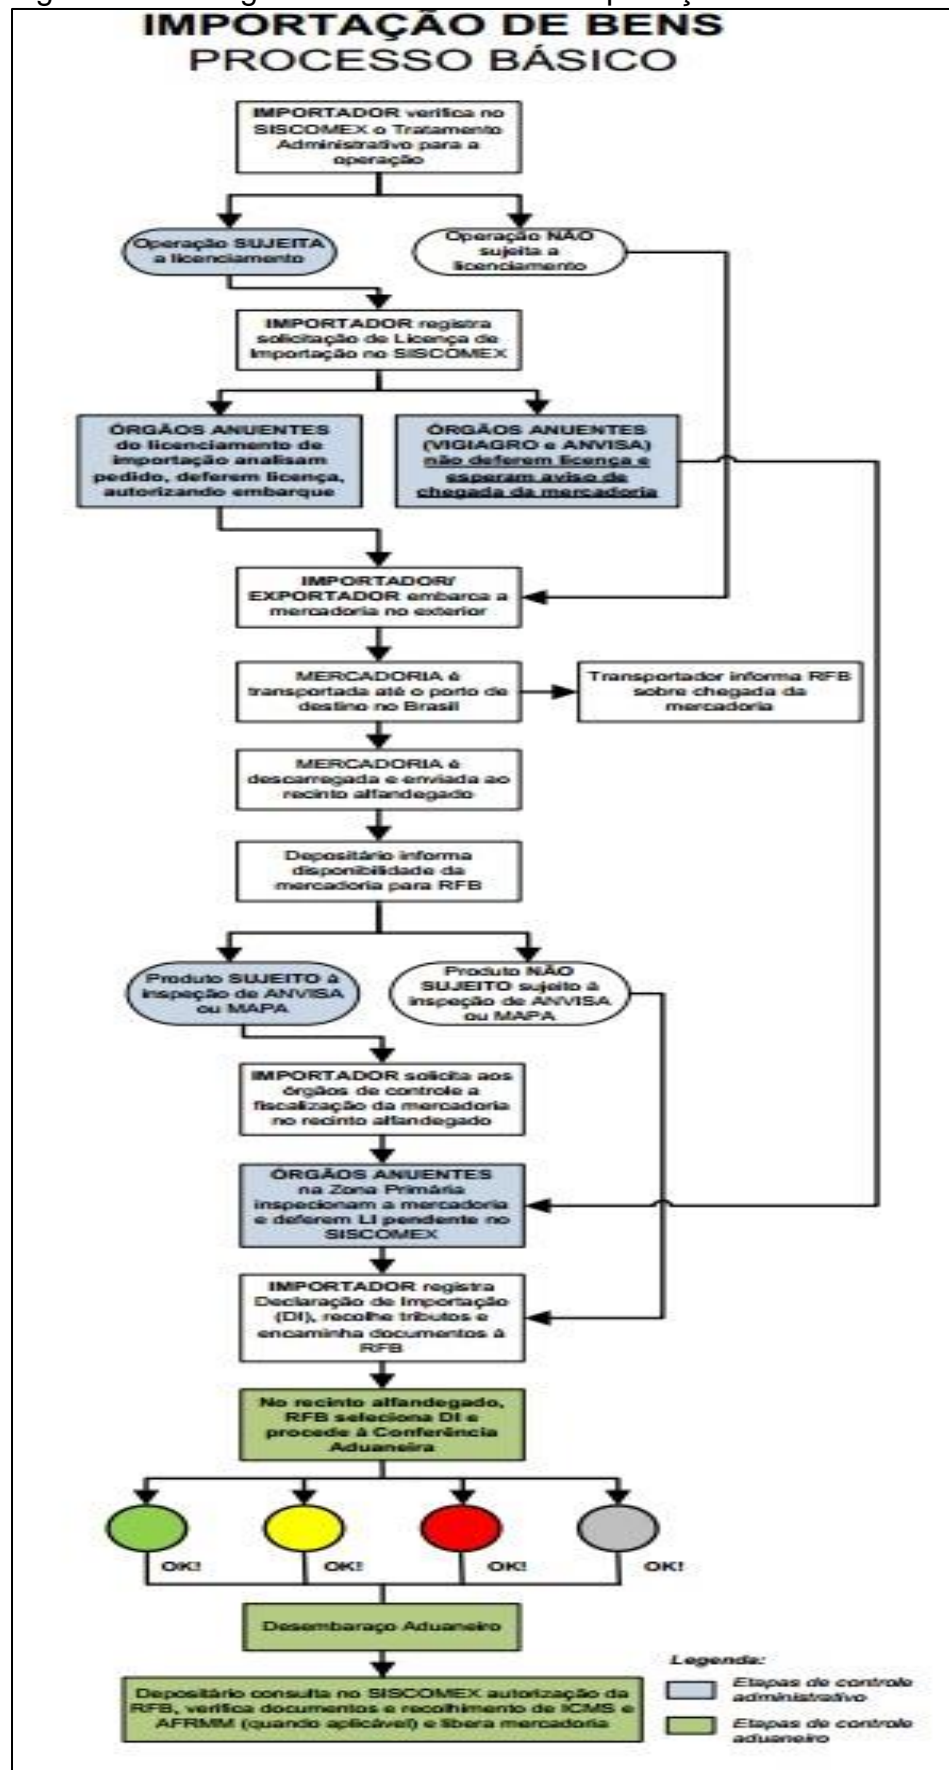 IMPORTAÇÃO DE BENS
PROCESSO BÁSICO
IMPORTADOR verifica no
SISCOMEX o Tratamento
Administrativo para a
operação
Operação SUJEITA
a licenciamento
Operação NÃO
sujeita a
licenciamento
IMPORTADOR registra
solicitação de Licença de
Importação no SISCOMEX
ÓRGÃOS ANUENTES
do licenciamento de
importação analisam
pedido, deferem licença,
autorizando embarque
ÓRGÃOS ANUENTES
(VIGIAGRO e ANVISA)
não deferem licença e
esperam aviso de
chegada da mercadoria
IMPORTADOR/
EXPORTADOR embarca a
mercadoria no exterior
MERCADORIA é
transportada até o porto de
destino no Brasil
Transportador informa RFB
sobre chegada da
mercadoria
MERCADORIA é
descarregada e enviada ao
recinto alfandegado
Depositário informa
disponibilidade da
mercadoria para RFB
Produto SUJEITO à
inspeção de ANVISA
ou MAPA
Produto NÃO
SUJEITO sujeito à
inspeção de ANVISA
ou MAPA
IMPORTADOR solicita aos
órgãos de controle a
fiscalização da mercadoria
no recinto alfandegado
ÓRGÃOS ANUENTES
na Zona Primária
inspecionam a mercadoria
e deferem LI pendente no
SISCOMEX
IMPORTADOR registra
Declaração de Importação
(DI), recolhe tributos e
encaminha documentos à
RFB
No recinto alfandegado,
RFB seleciona DI e
procede à Conferência
Aduaneira
OK!
OK!
OK!
OK!
Desembaraço Aduaneiro
Depositário consulta no SISCOMEX autorização da
RFB, verifica documentos e recolhimento de ICMS e
AFRMM (quando aplicável) e libera mercadoria
Legenda:
Etapas de controle
administrativo
Etapas de controle
aduaneiro